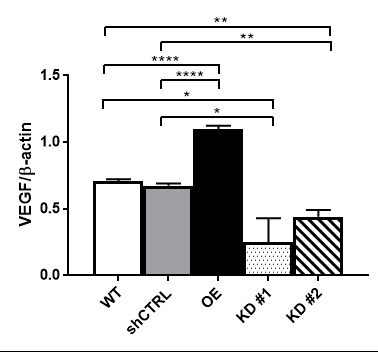 **
**
****
****
*
*
1.5
1.0
0.5
0.0
VEGF/β-actin
WT
shCTRL
OE
KD #1
KD #2